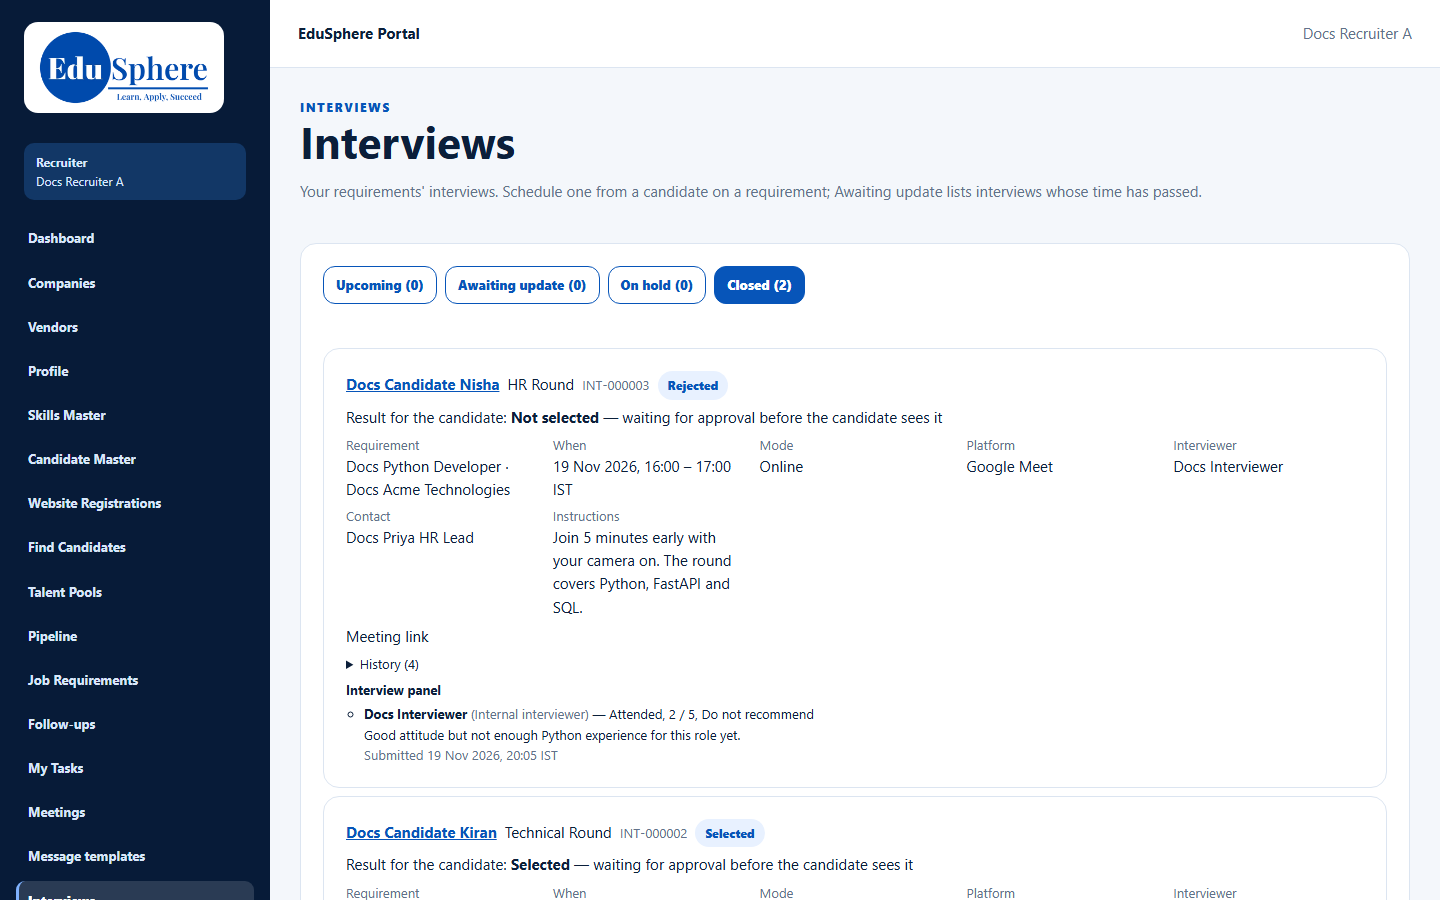 EduSphere
Learn. Apply, Succeed
Recruiter
Docs Recruiter A
Dashboard
Companies
Vendors
Profile
Skills Master
Candidate Master
Website Registrations
Find Candidates
Talent Pools
Pipeline
Job Requirements
Follow-ups
My Tasks
Meetings
Message templates
Interviews
EduSphere Portal
Docs Recruiter A
INTERVIEWS
Interviews
Your requirements' interviews. Schedule one from a candidate on a requirement; Awaiting update lists interviews whose time has passed.
Upcoming (0) Awaiting update (0) On hold (0) Closed (2)
Docs Candidate Nisha HR Round INT-000003 Rejected
Result for the candidate: Not selected — waiting for approval before the candidate sees it
Requirement When Mode Platform Interviewer
Docs Python Developer · 19 Nov 2026, 16:00 – 17:00 Online Google Meet Docs Interviewer
Docs Acme Technologies IST
Contact Instructions
Docs Priya HR Lead Join 5 minutes early with
your camera on. The round
covers Python, FastAPI and
SQL.
Meeting link
▶ History (4)
Interview panel
Docs Interviewer (Internal interviewer) — Attended, 2 / 5, Do not recommend
Good attitude but not enough Python experience for this role yet.
Submitted 19 Nov 2026, 20:05 IST
Docs Candidate Kiran Technical Round INT-000002 Selected
Result for the candidate: Selected — waiting for approval before the candidate sees it
Requirement When Mode Platform Interviewer